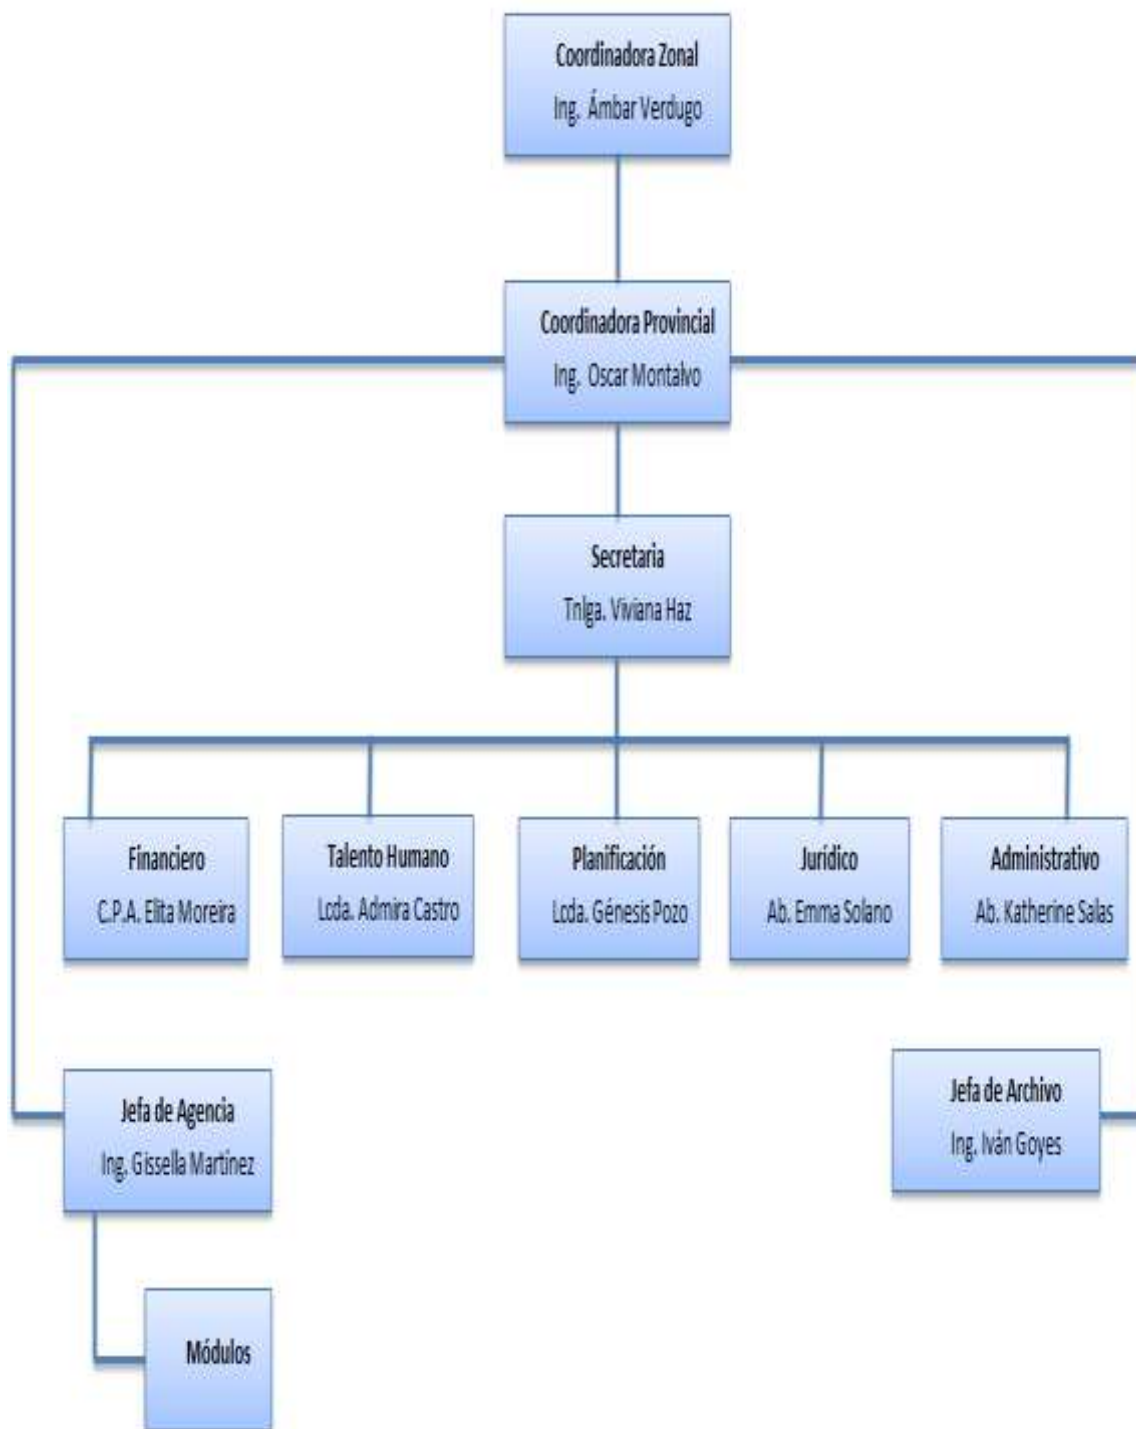 Coordinadora Zonal
Ing. Ámbar Verdugo
Coordinadora Provincial
Ing. Oscar Montalvo
Secretaria
Tnlga. Viviana Haz
Financiero
C.P.A. Elita Moreira
Talento Humano
Lcda. Admira Castro
Planificación
Lcda. Génesis Pozo
Jurídico
Ab. Emma Solano
Administrativo
Ab. Katherine Salas
Jefa de Agencia
Ing. Gissella Martínez
Jefa de Archivo
Ing. Iván Goyes
Módulos